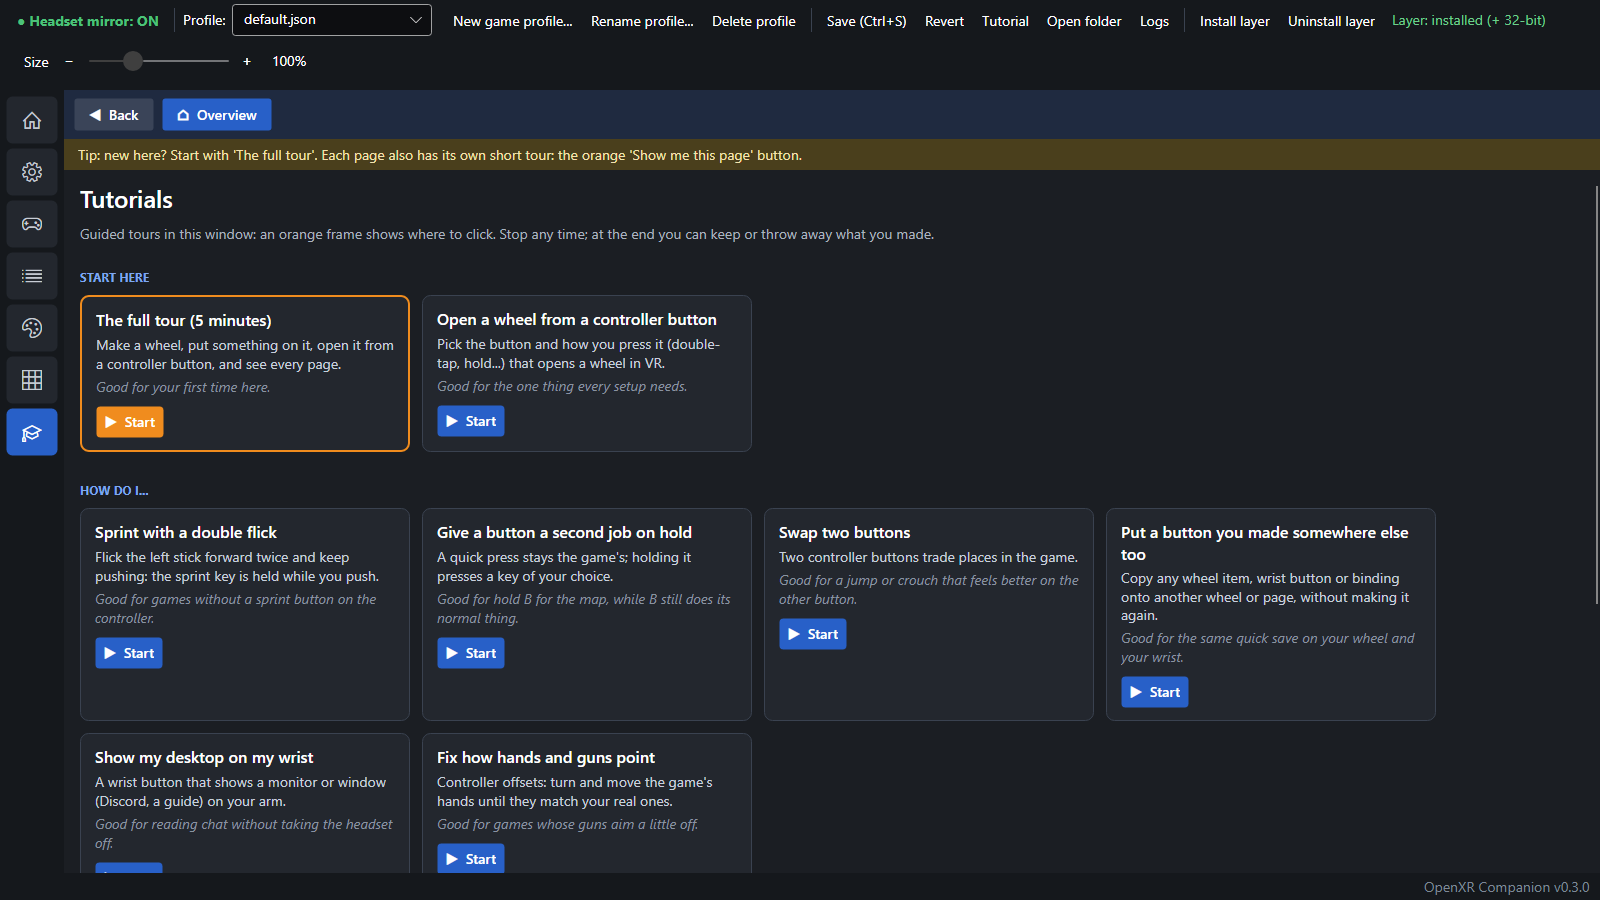 ● Headset mirror: ON
Profile:
default.json
New game profile...
Rename profile...
Delete profile
Save (Ctrl+S)
Revert
Tutorial
Open folder
Logs
Install layer
Uninstall layer
Layer: installed (+ 32-bit)
Size
−
+
100%
Back
Overview
Tip: new here? Start with 'The full tour'. Each page also has its own short tour: the orange 'Show me this page' button.
Tutorials
Guided tours in this window: an orange frame shows where to click. Stop any time; at the end you can keep or throw away what you made.
START HERE
The full tour (5 minutes)
Make a wheel, put something on it, open it from
a controller button, and see every page.
Good for your first time here.
Start
Open a wheel from a controller button
Pick the button and how you press it (double-
tap, hold...) that opens a wheel in VR.
Good for the one thing every setup needs.
Start
HOW DO I...
Sprint with a double flick
Flick the left stick forward twice and keep
pushing: the sprint key is held while you push.
Good for games without a sprint button on the
controller.
Start
Give a button a second job on hold
A quick press stays the game's; holding it
presses a key of your choice.
Good for hold B for the map, while B still does its
normal thing.
Start
Swap two buttons
Two controller buttons trade places in the game.
Good for a jump or crouch that feels better on the
other button.
Start
Put a button you made somewhere else
too
Copy any wheel item, wrist button or binding
onto another wheel or page, without making it
again.
Good for the same quick save on your wheel and
your wrist.
Start
Show my desktop on my wrist
A wrist button that shows a monitor or window
(Discord, a guide) on your arm.
Good for reading chat without taking the headset
off.
Fix how hands and guns point
Controller offsets: turn and move the game's
hands until they match your real ones.
Good for games whose guns aim a little off.
Start
OpenXR Companion v0.3.0